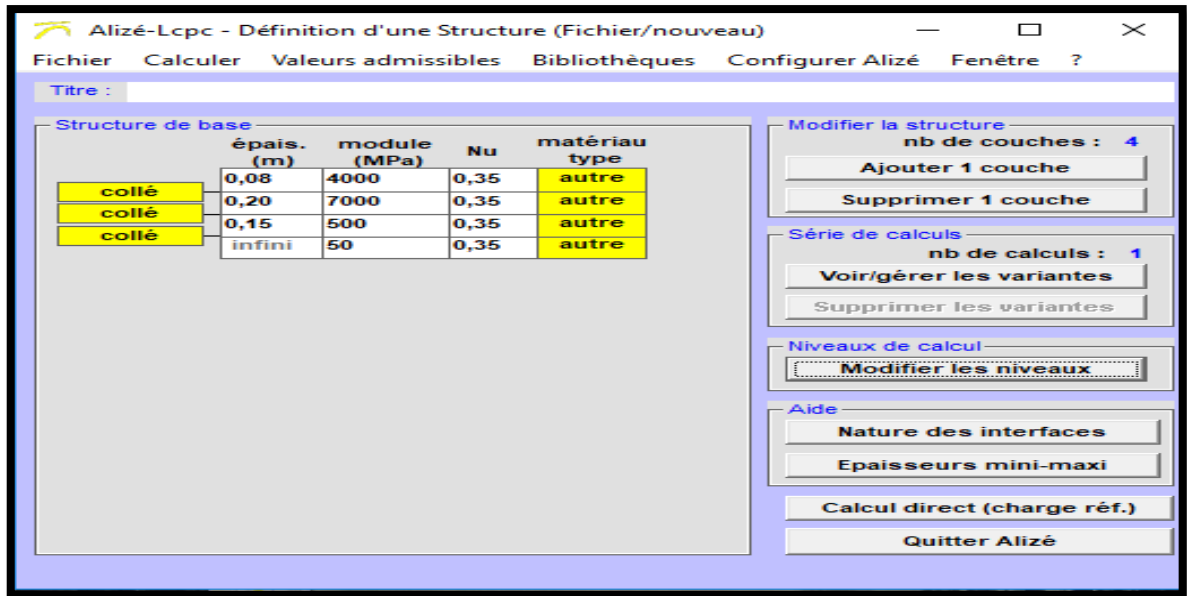 Alizé-Lcpc - Définition d'une Structure (Fichier/nouveau)
Fichier Calculer Valeurs admissibles Bibliothèques Configurer Alizé Fenêtre ?
Titre :
Structure de base
épais. (m) module (MPa) Nu matériau type
0,08 4000 0,35 autre
collé
0,20 7000 0,35 autre
collé
0,15 500 0,35 autre
collé
infini 50 0,35 autre
Modifier la structure
nb de couches : 4
Ajouter 1 couche
Supprimer 1 couche
Série de calculs
nb de calculs : 1
Voir/gérer les variantes
Supprimer les variantes
Niveaux de calcul
Modifier les niveaux
Aide
Nature des interfaces
Epaisseurs mini-maxi
Calcul direct (charge réf.)
Quitter Alizé